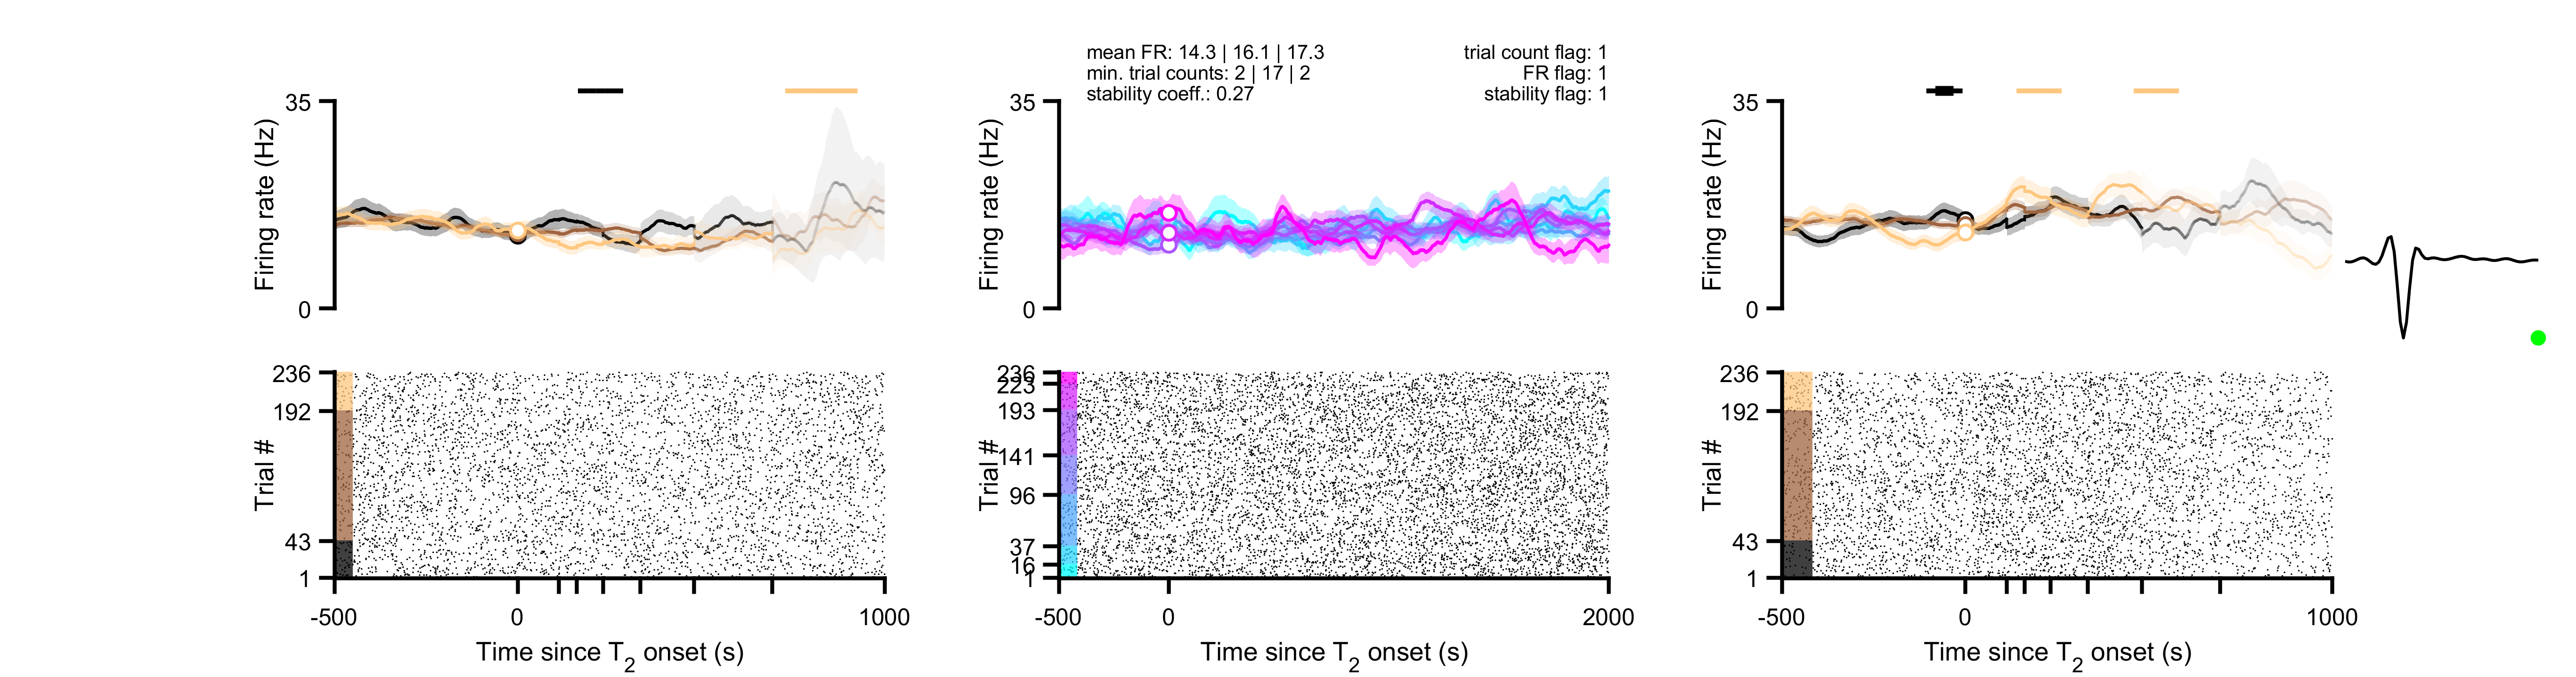 mean FR: 14.3 | 16.1 | 17.3
min. trial counts: 2 | 17 | 2
stability coeff.: 0.27
trial count flag: 1
FR flag: 1
stability flag: 1
35
0
Firing rate (Hz)
35
0
Firing rate (Hz)
35
0
Firing rate (Hz)
236
192
43
1
Trial #
-500
0
1000
Time since T2 onset (s)
236
223
193
141
96
37
16
1
Trial #
-500
0
2000
Time since T2 onset (s)
236
192
43
1
Trial #
-500
0
1000
Time since T2 onset (s)